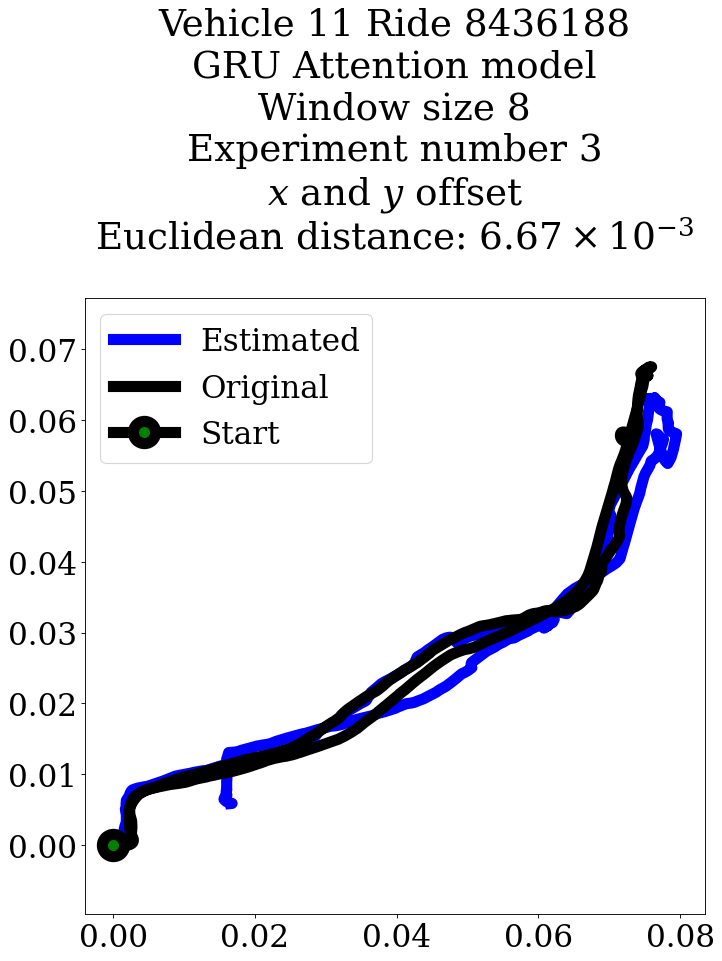 Vehicle 11 Ride 8436188
GRU Attention model
Window size 8
Experiment number 3
x and y offset
Euclidean distance: 6.67 × 10⁻³
Estimated
Original
Start
0.07
0.06
0.05
0.04
0.03
0.02
0.01
0.00
0.00 0.02 0.04 0.06 0.08